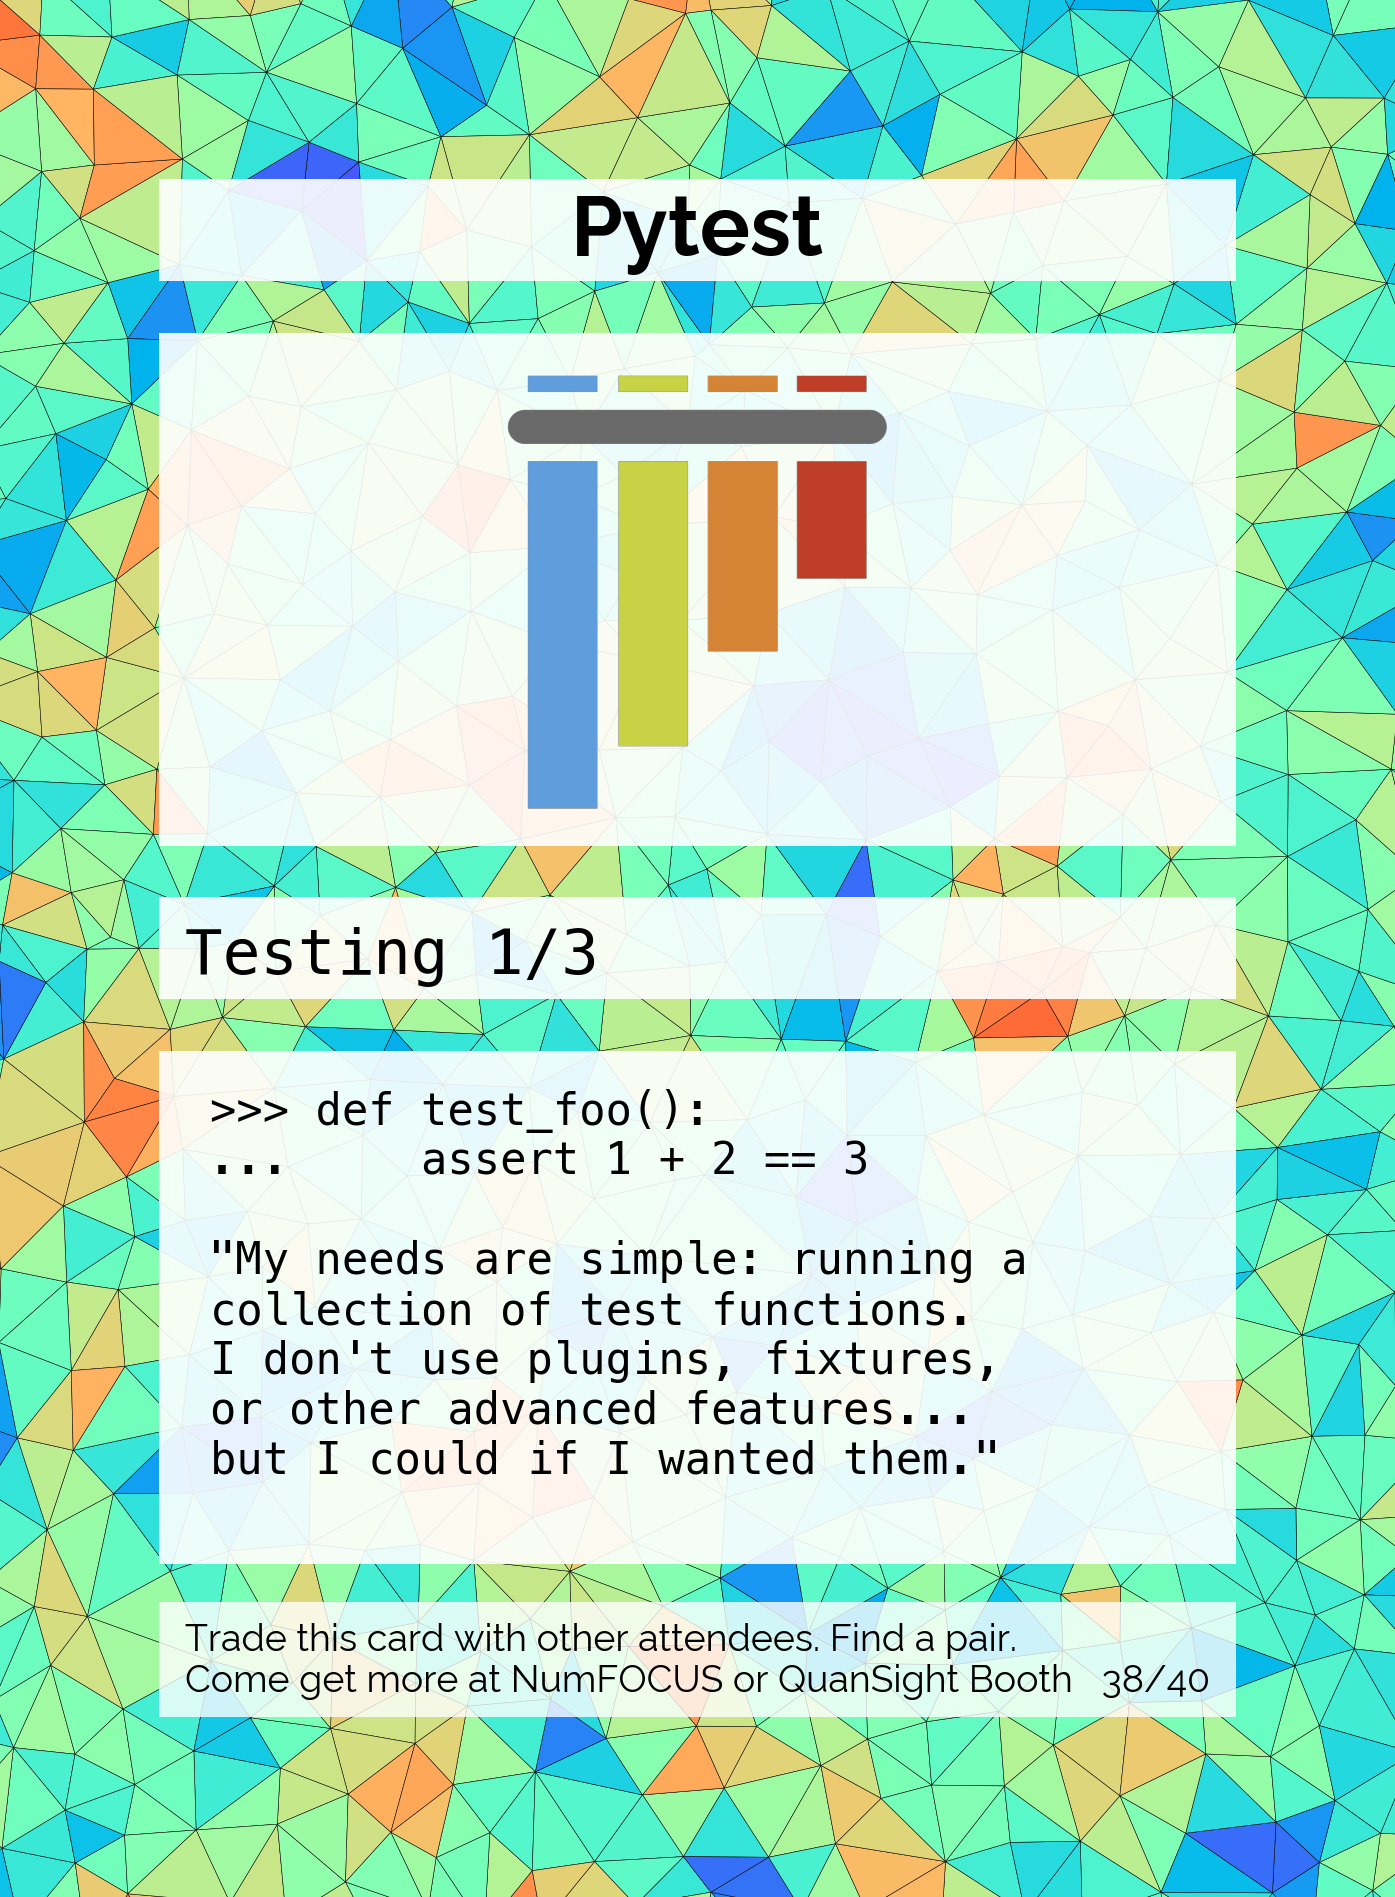 Pytest
Testing 1/3
>>> def test_foo():
...     assert 1 + 2 == 3
"My needs are simple: running a
collection of test functions.
I don't use plugins, fixtures,
or other advanced features...
but I could if I wanted them."
Trade this card with other attendees. Find a pair.
Come get more at NumFOCUS or QuanSight Booth   38/40